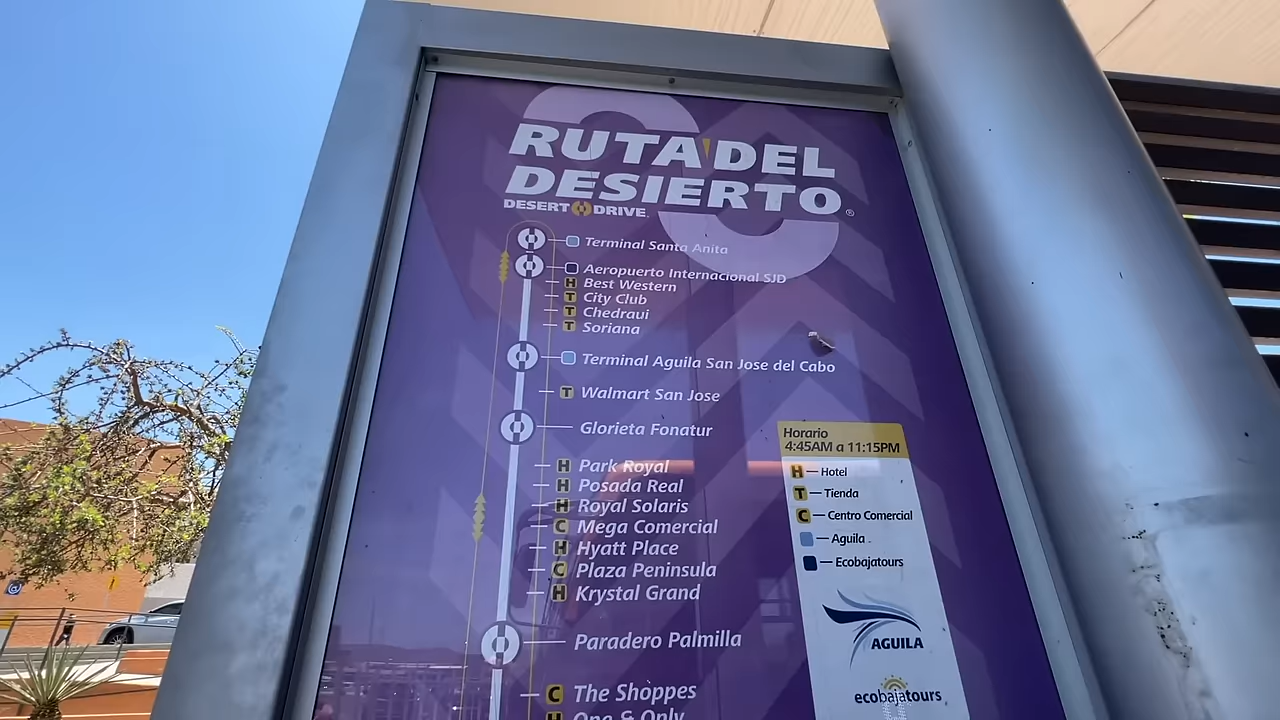 RUTA DEL
DESIERTO
®
DESERT DRIVE
Terminal Santa Anita
Aeropuerto Internacional SJD
H Best Western
T City Club
T Chedraui
T Soriana
Terminal Aguila San Jose del Cabo
T Walmart San Jose
Glorieta Fonatur
H Park Royal
H Posada Real
H Royal Solaris
C Mega Comercial
H Hyatt Place
C Plaza Peninsula
H Krystal Grand
Paradero Palmilla
C The Shoppes
H One & Only
Horario
4:45AM a 11:15PM
H Hotel
T Tienda
C Centro Comercial
Aguila
Ecobajatours
AGUILA
ecobajatours